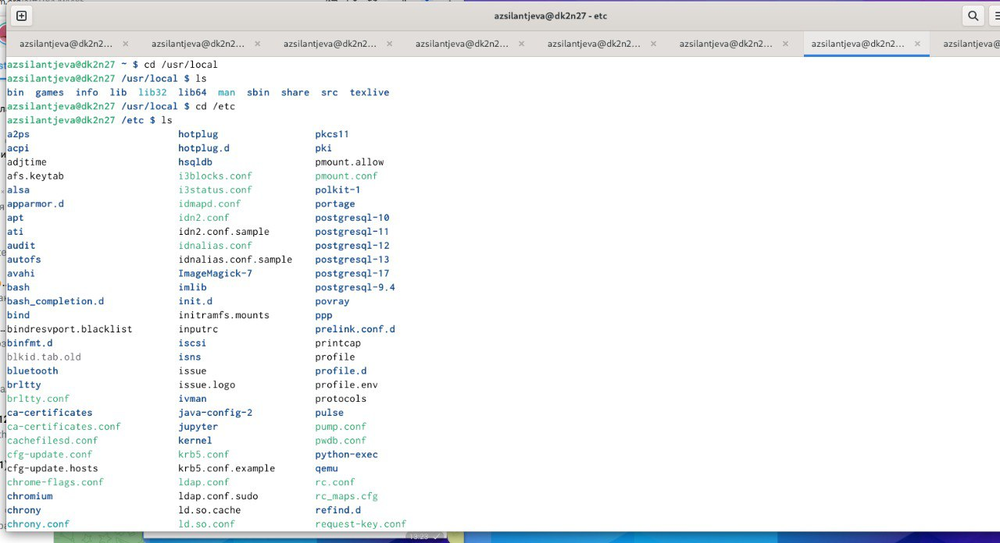 azsilantjeva@dk2n27 - etc
azsilantjeva@dk2n2... × azsilantjeva@dk2n2... × azsilantjeva@dk2n2... × azsilantjeva@dk2n2... × azsilantjeva@dk2n2... × azsilantjeva@dk2n2... × azsilantjeva@dk2n2... × azsilantjeva@
azsilantjeva@dk2n27 ~ $ cd /usr/local
azsilantjeva@dk2n27 /usr/local $ ls
bin games info lib lib32 lib64 man sbin share src texlive
azsilantjeva@dk2n27 /usr/local $ cd /etc
azsilantjeva@dk2n27 /etc $ ls
a2ps hotplug pkcs11
acpi hotplug.d pki
adjtime hsqldb pmount.allow
afs.keytab i3blocks.conf pmount.conf
alsa i3status.conf polkit-1
apparmor.d idmapd.conf portage
apt idn2.conf postgresql-10
ati idn2.conf.sample postgresql-11
audit idnalias.conf postgresql-12
autofs idnalias.conf.sample postgresql-13
avahi ImageMagick-7 postgresql-17
bash imlib postgresql-9.4
bash_completion.d init.d povray
bind initramfs.mounts ppp
bindresvport.blacklist inputrc prelink.conf.d
binfmt.d iscsi printcap
blkid.tab.old isns profile
bluetooth issue profile.d
brltty issue.logo profile.env
brltty.conf ivman protocols
ca-certificates java-config-2 pulse
ca-certificates.conf jupyter pump.conf
cachefilesd.conf kernel pwdb.conf
cfg-update.conf krb5.conf python-exec
cfg-update.hosts krb5.conf.example qemu
chrome-flags.conf ldap.conf rc.conf
chromium ldap.conf.sudo rc_maps.cfg
chrony ld.so.cache refind.d
chrony.conf ld.so.conf request-key.conf
19:23